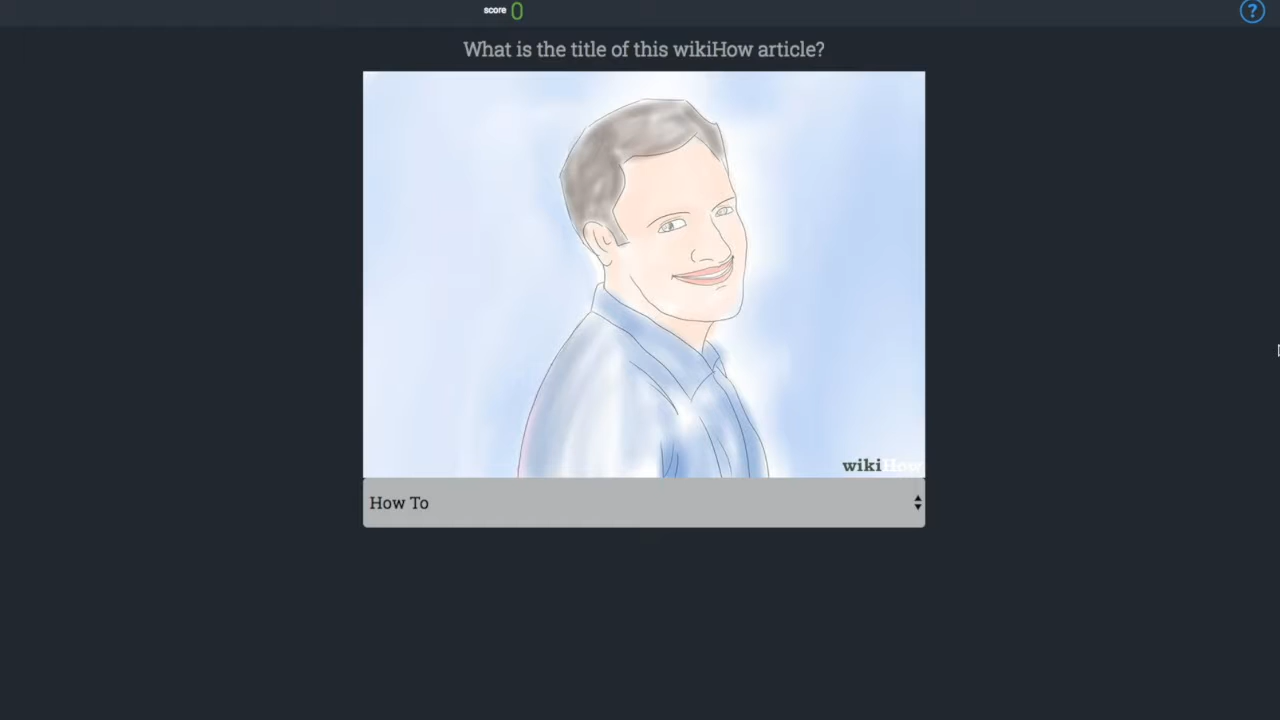 score 0
?
What is the title of this wikiHow article?
wikiHow
How To